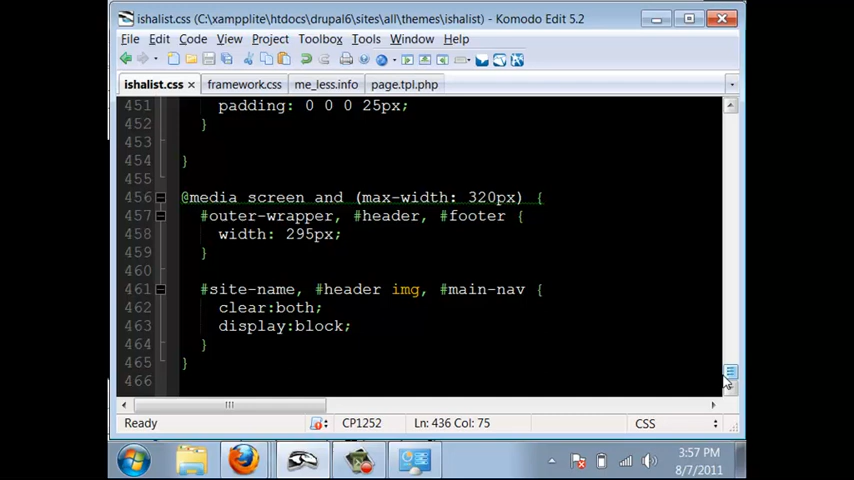 ishalist.css (C:\xampplite\htdocs\drupal6\sites\all\themes\ishalist) - Komodo Edit 5.2
File Edit Code View Project Toolbox Tools Window Help
ishalist.css × framework.css me_less.info page.tpl.php
451 padding: 0 0 0 25px;
452 }
453
454 }
455
456 @media screen and (max-width: 320px) {
457 #outer-wrapper, #header, #footer {
458 width: 295px;
459 }
460
461 #site-name, #header img, #main-nav {
462 clear:both;
463 display:block;
464 }
465 }
466
Ready CP1252 Ln: 436 Col: 75 CSS
3:57 PM
8/7/2011